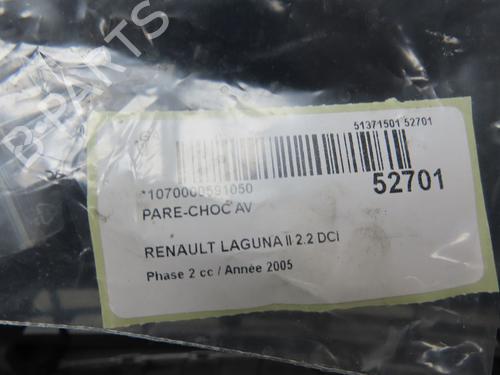 B-PARTS
51371501 52701
*1070000591050
52701
PARE-CHOC AV
RENAULT LAGUNA II 2.2 DCI
Phase 2 cc / Année 2005